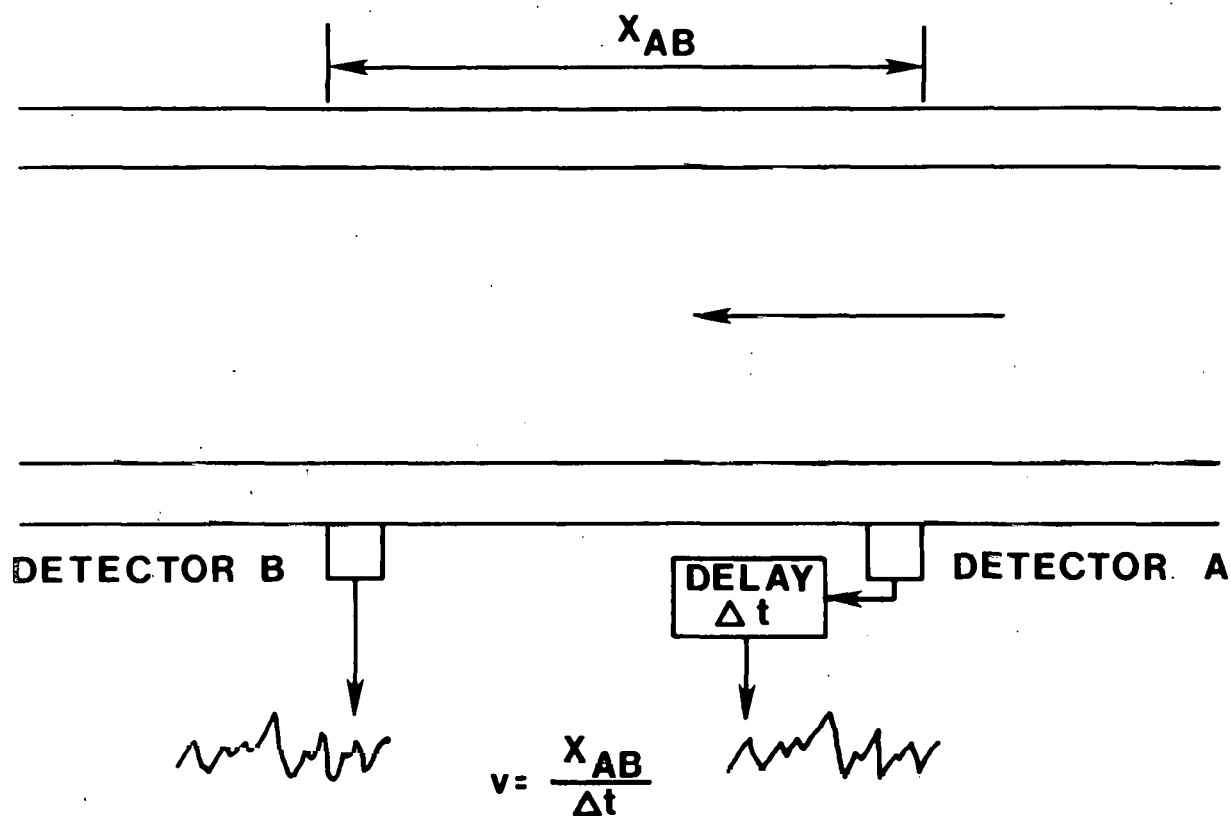 X_AB
DETECTOR B
DELAY
Δt
DETECTOR A
v = X_AB / Δt